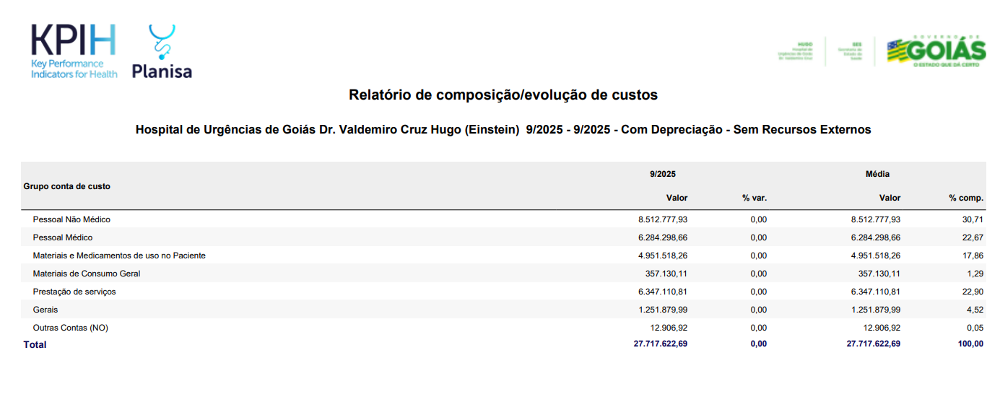 KPIH
Key Performance
Indicators for Health
Planisa
HUGO
Hospital de
Urgências de Goiás
Dr. Valdemiro Cruz
SES
Secretaria de
Estado da
Saúde
GOVERNO DE
GOIÁS
O ESTADO QUE DÁ CERTO
Relatório de composição/evolução de custos
Hospital de Urgências de Goiás Dr. Valdemiro Cruz Hugo (Einstein) 9/2025 - 9/2025 - Com Depreciação - Sem Recursos Externos
Grupo conta de custo 9/2025 Média
Valor % var. Valor % comp.
Pessoal Não Médico 8.512.777,93 0,00 8.512.777,93 30,71
Pessoal Médico 6.284.298,66 0,00 6.284.298,66 22,67
Materiais e Medicamentos de uso no Paciente 4.951.518,26 0,00 4.951.518,26 17,86
Materiais de Consumo Geral 357.130,11 0,00 357.130,11 1,29
Prestação de serviços 6.347.110,81 0,00 6.347.110,81 22,90
Gerais 1.251.879,99 0,00 1.251.879,99 4,52
Outras Contas (NO) 12.906,92 0,00 12.906,92 0,05
Total 27.717.622,69 0,00 27.717.622,69 100,00